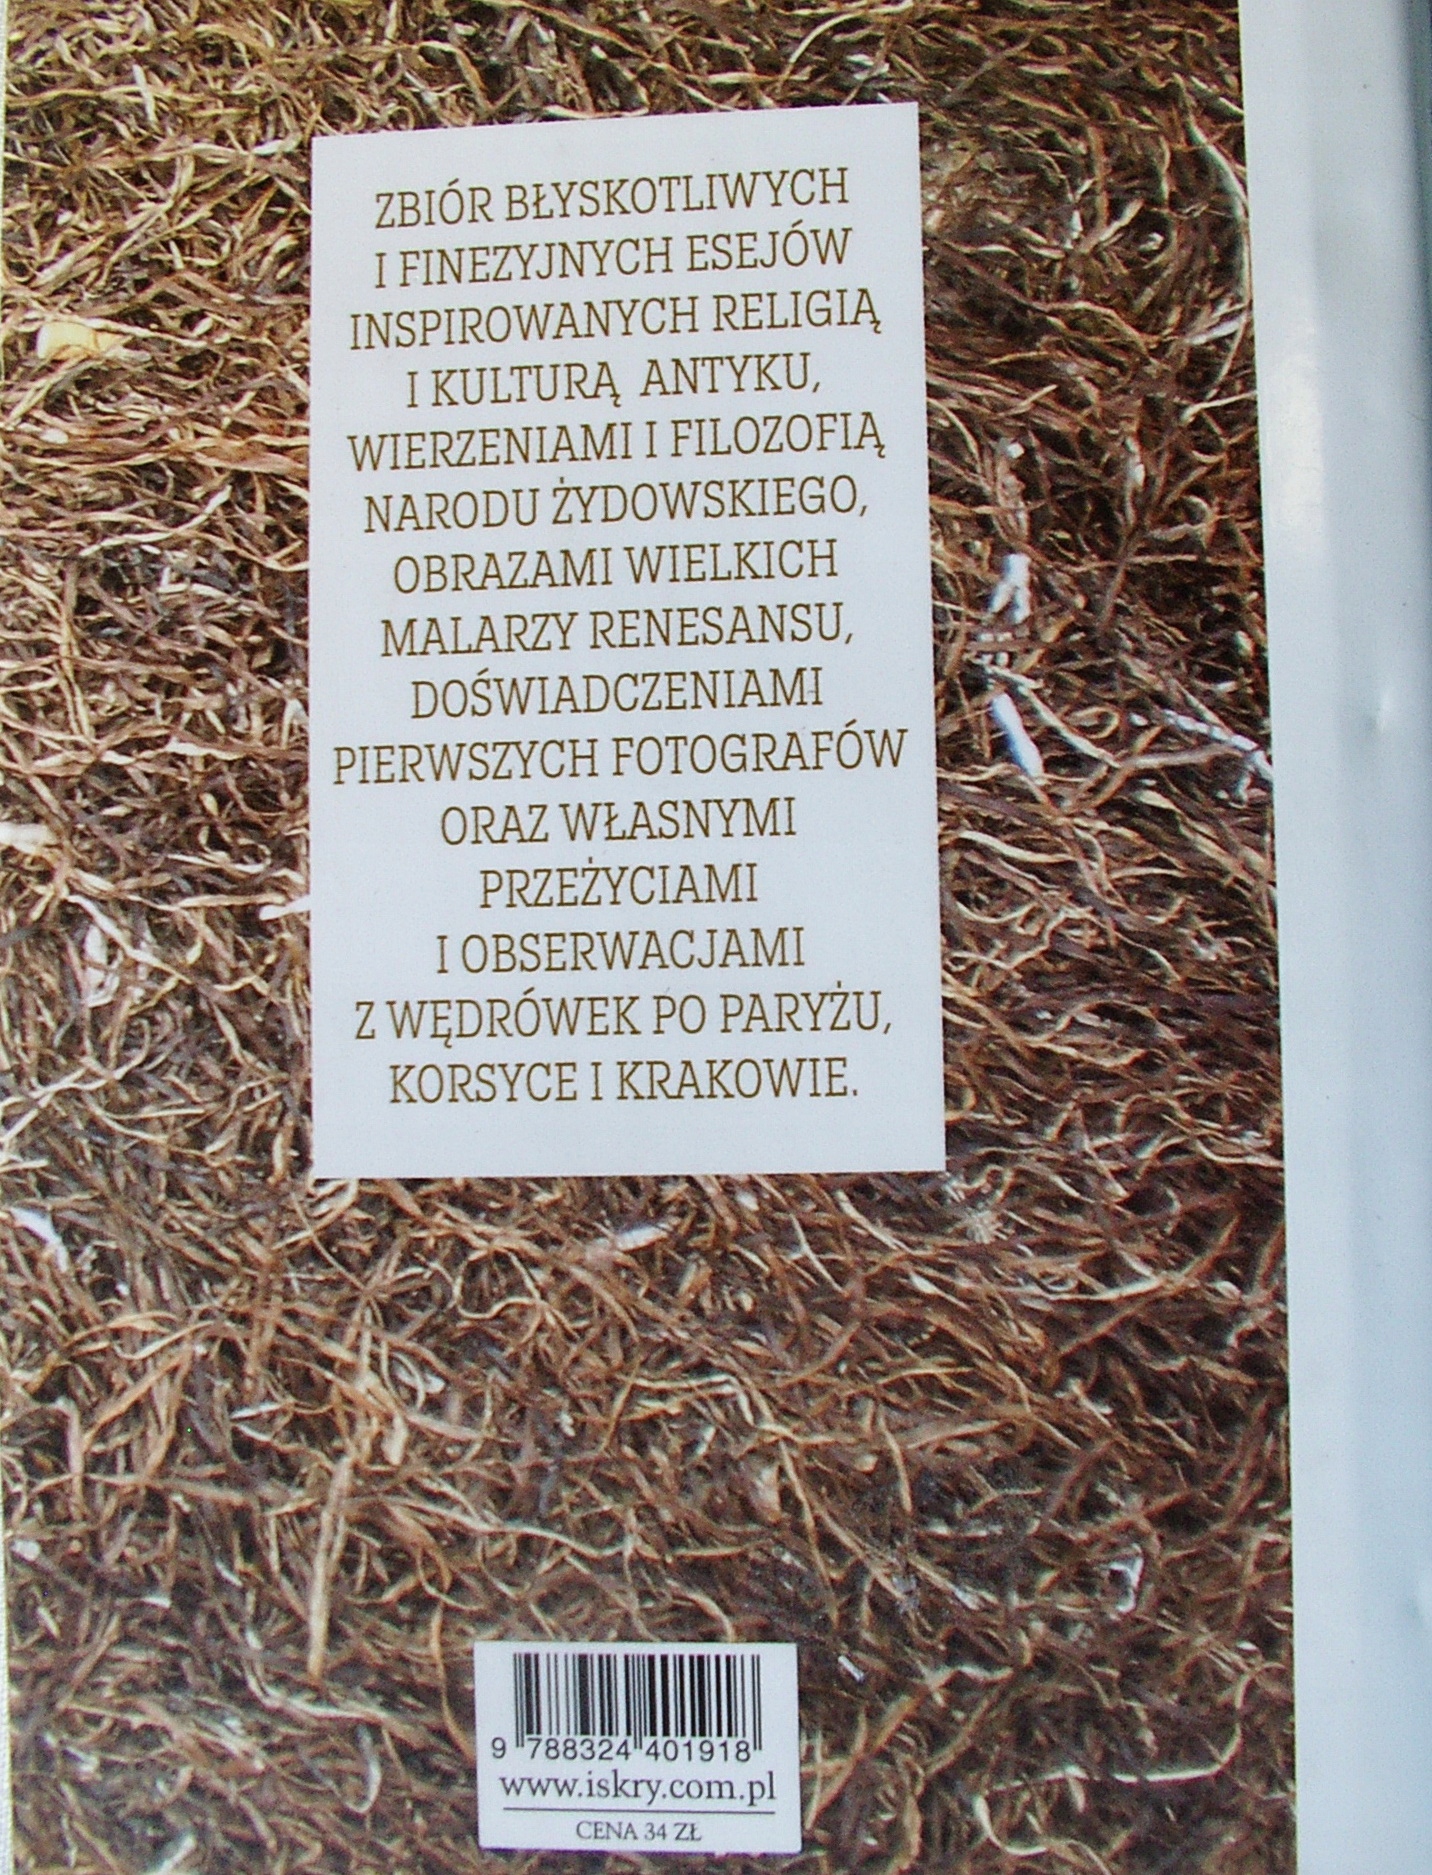 ZBIÓR BŁYSKOTLIWYCH
I FINEZYJNYCH ESEJÓW
INSPIROWANYCH RELIGIĄ
I KULTURĄ ANTYKU,
WIERZENIAMI I FILOZOFIĄ
NARODU ŻYDOWSKIEGO,
OBRAZAMI WIELKICH
MALARZY RENESANSU,
DOŚWIADCZENIAMI
PIERWSZYCH FOTOGRAFÓW
ORAZ WŁASNYMI
PRZEŻYCIAMI
I OBSERWACJAMI
Z WĘDRÓWEK PO PARYŻU,
KORSYCE I KRAKOWIE.
9 788324 401918
www.iskry.com.pl
CENA 34 ZŁ